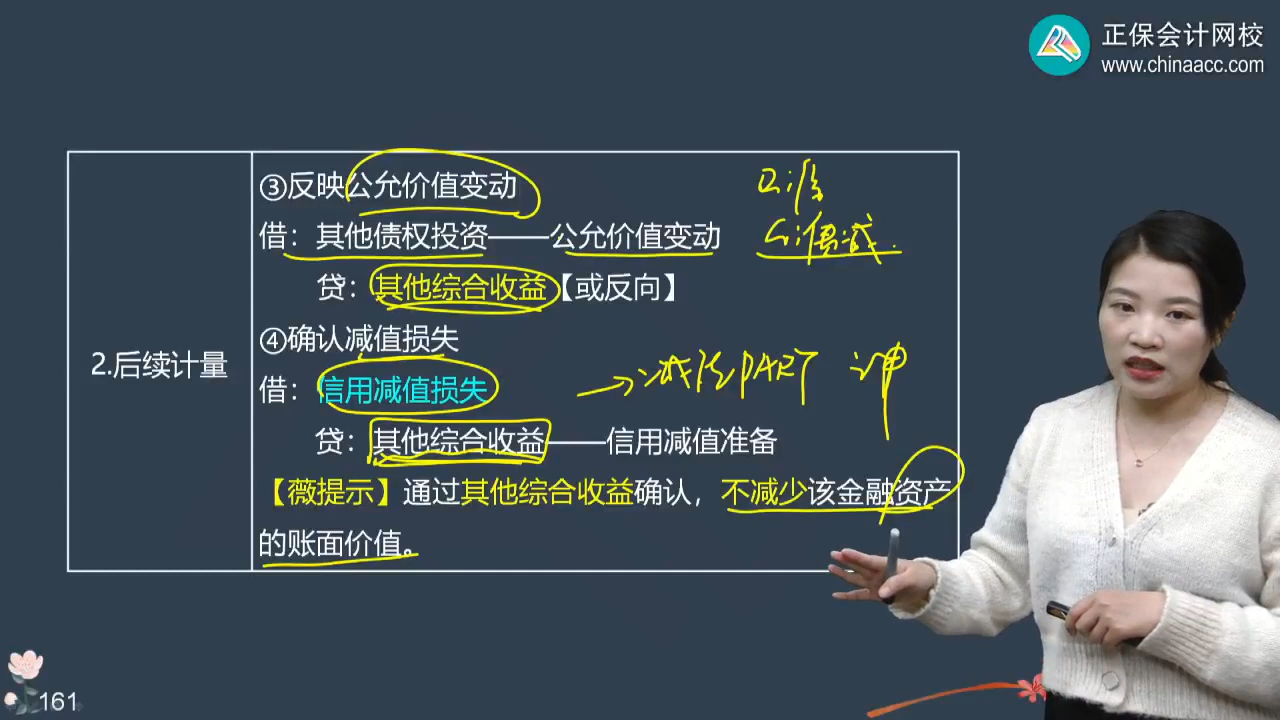 正保会计网校
www.chinaacc.com
2.后续计量
③反映公允价值变动
借：其他债权投资——公允价值变动
贷：其他综合收益【或反向】
④确认减值损失
借：信用减值损失
贷：其他综合收益——信用减值准备
【薇提示】通过其他综合收益确认，不减少该金融资产
的账面价值。
161